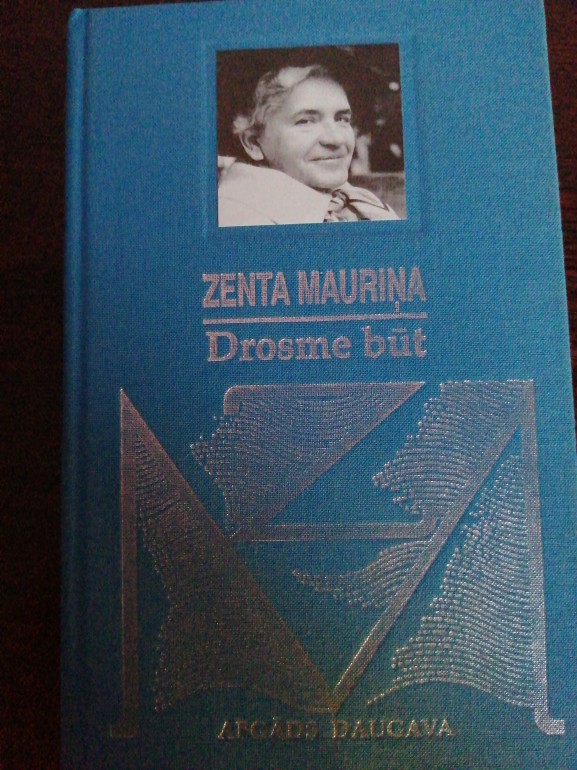 ZENTA MAURIŅA
Drosme būt
APGĀDS DAUGAVA